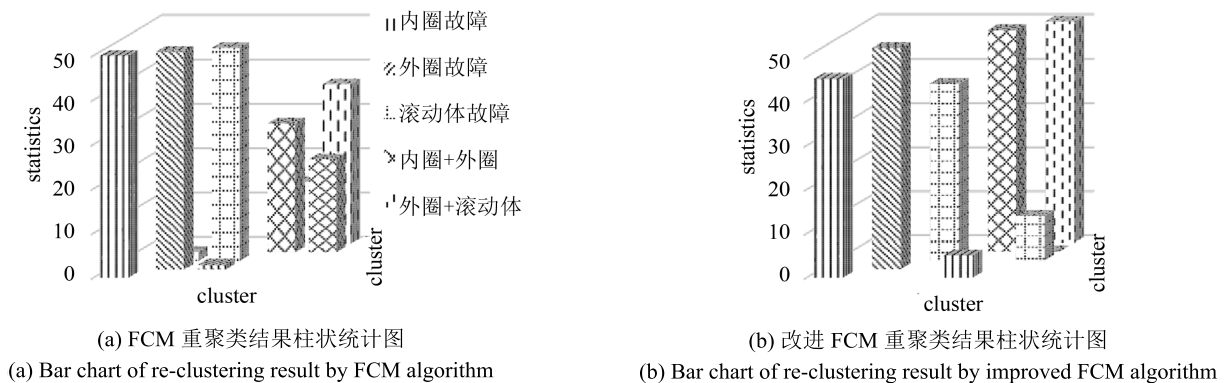 50
40
30
20
10
0
statistics
cluster
cluster
内圈故障
外圈故障
滚动体故障
内圈+外圈
外圈+滚动体
(a) FCM 重聚类结果柱状统计图
(a) Bar chart of re-clustering result by FCM algorithm
50
40
30
20
10
0
statistics
cluster
cluster
(b) 改进 FCM 重聚类结果柱状统计图
(b) Bar chart of re-clustering result by improved FCM algorithm